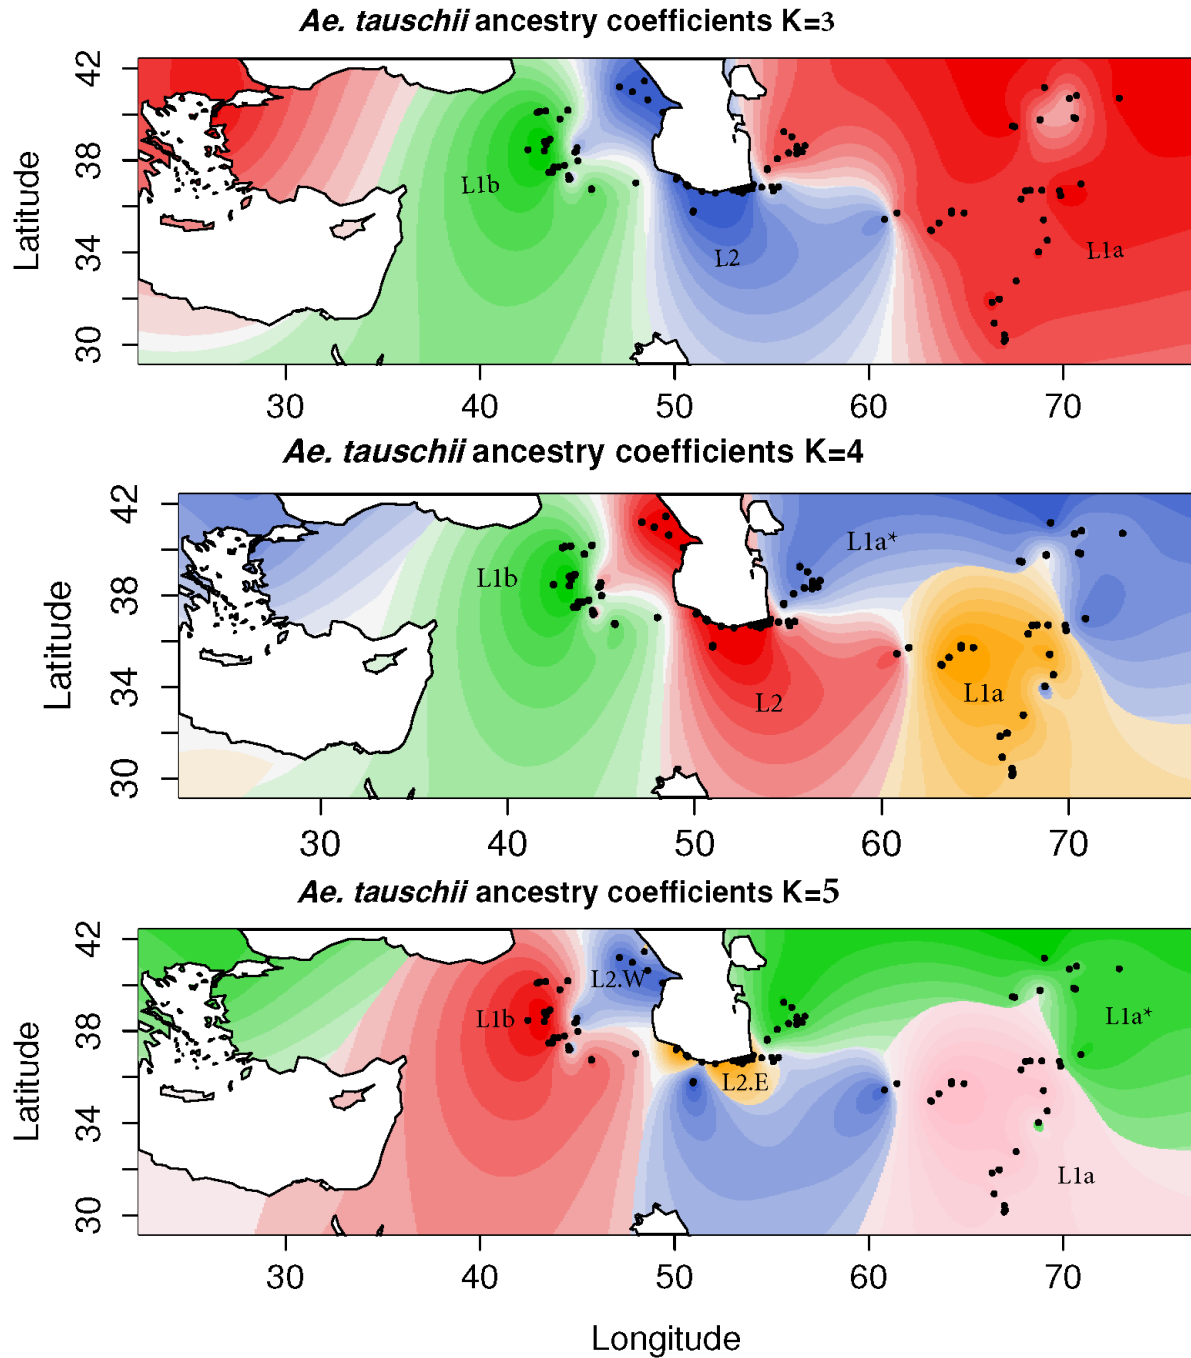 Ae. tauschii ancestry coefficients K=3
42
38
34
30
Latitude
L1b
L2
L1a
30 40 50 60 70
Ae. tauschii ancestry coefficients K=4
42
38
34
30
Latitude
L1a*
L1b
L2
L1a
30 40 50 60 70
Ae. tauschii ancestry coefficients K=5
42
38
34
30
Latitude
L2.W
L1b
L1a*
L2.E
L1a
30 40 50 60 70
Longitude